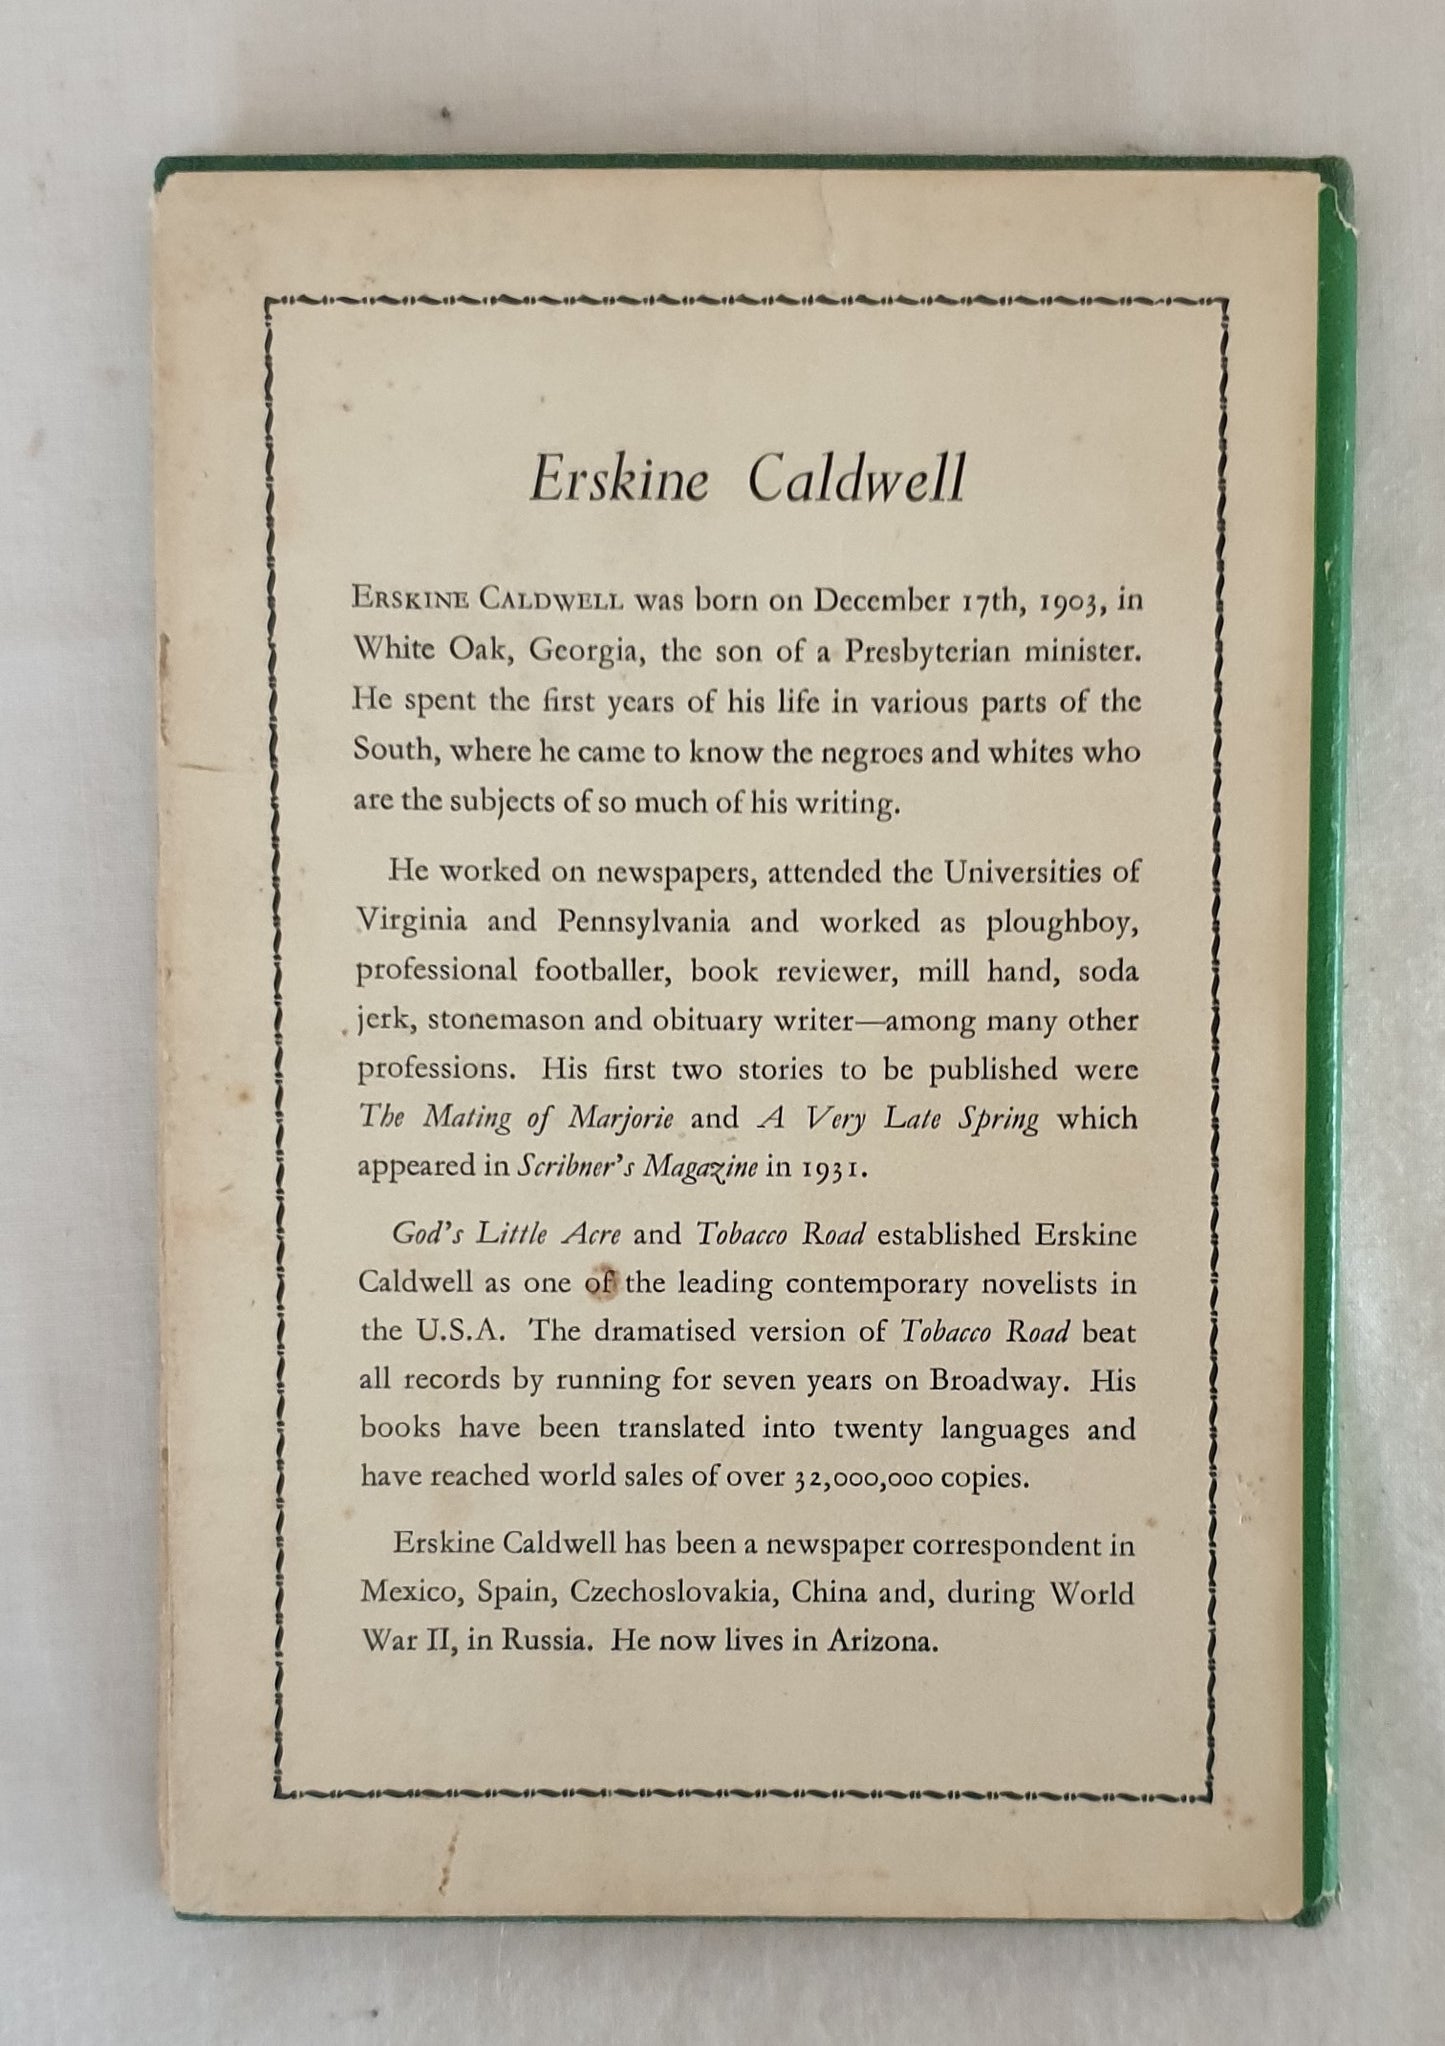 Erskine Caldwell
ERSKINE CALDWELL was born on December 17th, 1903, in
White Oak, Georgia, the son of a Presbyterian minister.
He spent the first years of his life in various parts of the
South, where he came to know the negroes and whites who
are the subjects of so much of his writing.
He worked on newspapers, attended the Universities of
Virginia and Pennsylvania and worked as ploughboy,
professional footballer, book reviewer, mill hand, soda
jerk, stonemason and obituary writer—among many other
professions. His first two stories to be published were
The Mating of Marjorie and A Very Late Spring which
appeared in Scribner's Magazine in 1931.
God's Little Acre and Tobacco Road established Erskine
Caldwell as one of the leading contemporary novelists in
the U.S.A. The dramatised version of Tobacco Road beat
all records by running for seven years on Broadway. His
books have been translated into twenty languages and
have reached world sales of over 32,000,000 copies.
Erskine Caldwell has been a newspaper correspondent in
Mexico, Spain, Czechoslovakia, China and, during World
War II, in Russia. He now lives in Arizona.